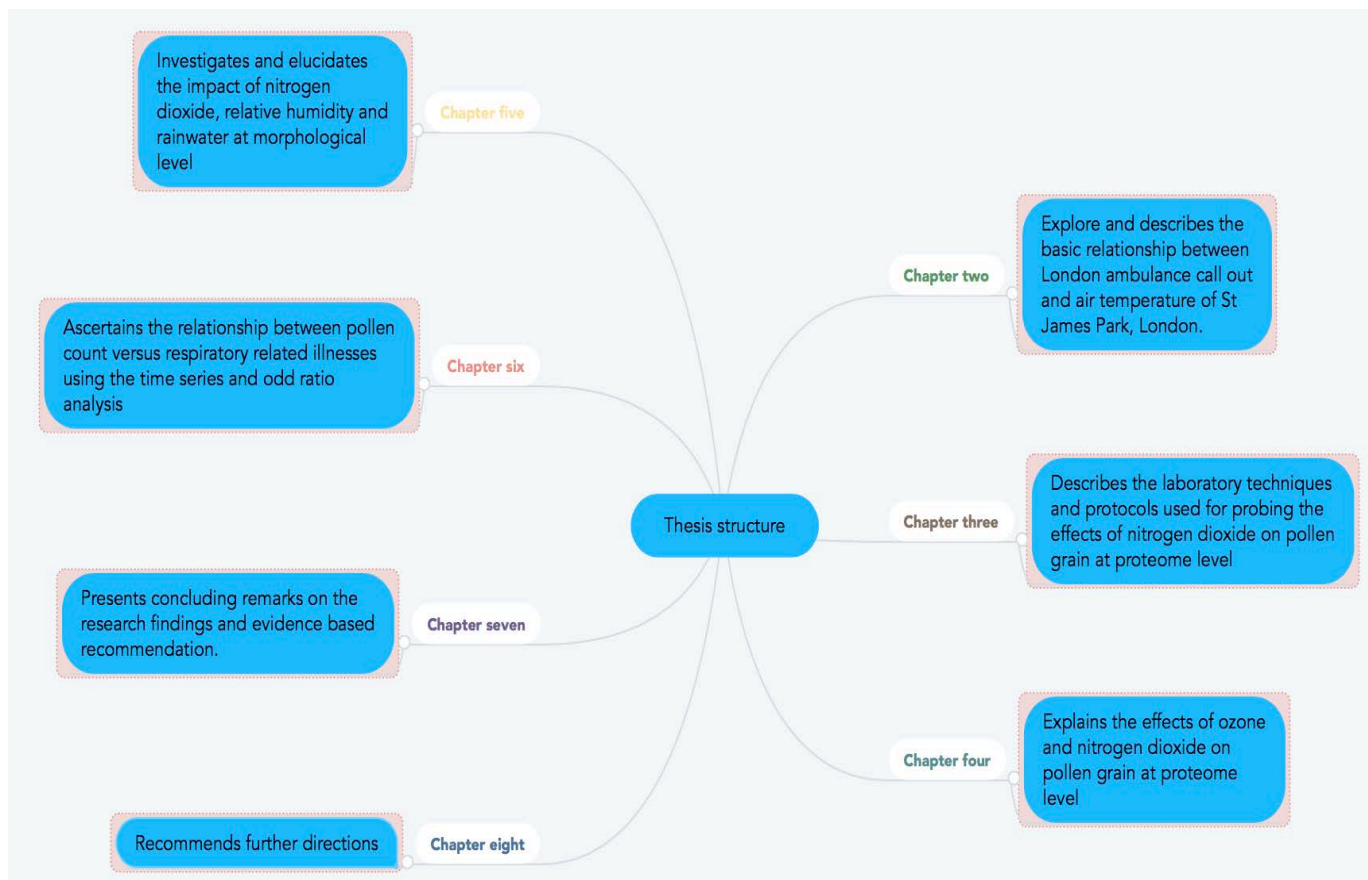 Thesis structure
Chapter two
Explore and describes the
basic relationship between
London ambulance call out
and air temperature of St
James Park, London.
Chapter three
Describes the laboratory techniques
and protocols used for probing the
effects of nitrogen dioxide on pollen
grain at proteome level
Chapter four
Explains the effects of ozone
and nitrogen dioxide on
pollen grain at proteome
level
Chapter five
Investigates and elucidates
the impact of nitrogen
dioxide, relative humidity and
rainwater at morphological
level
Chapter six
Ascertains the relationship between pollen
count versus respiratory related illnesses
using the time series and odd ratio
analysis
Chapter seven
Presents concluding remarks on the
research findings and evidence based
recommendation.
Chapter eight
Recommends further directions